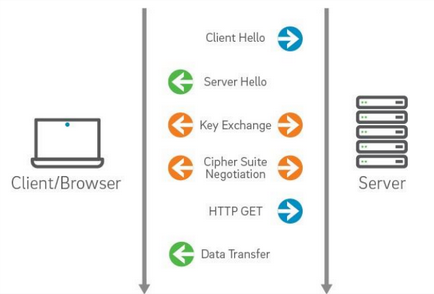 Client Hello
Server Hello
Key Exchange
Cipher Suite
Negotiation
Client/Browser
Server
HTTP GET
Data Transfer